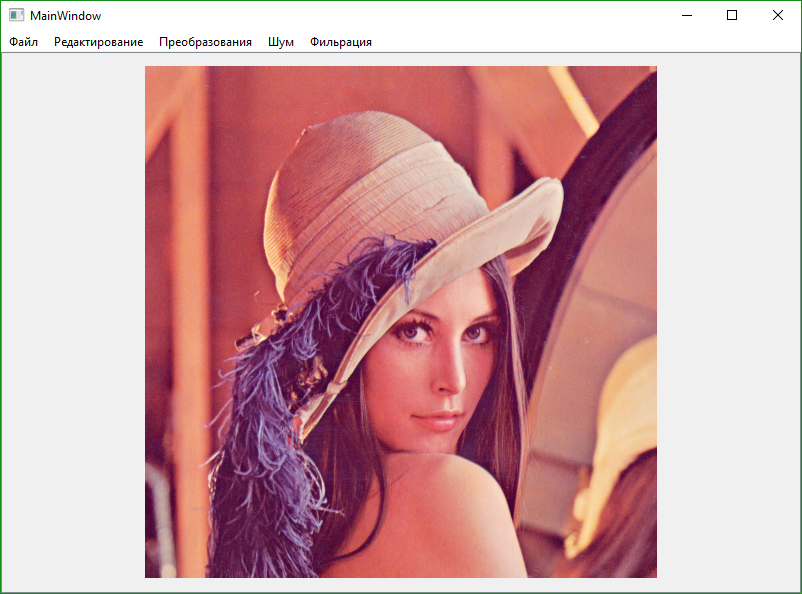 MainWindow
Файл Редактирование Преобразования Шум Фильрация